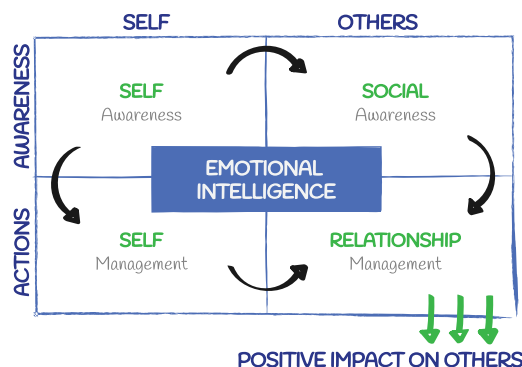 SELF
OTHERS
AWARENESS
SELF
Awareness
SOCIAL
Awareness
EMOTIONAL
INTELLIGENCE
ACTIONS
SELF
Management
RELATIONSHIP
Management
POSITIVE IMPACT ON OTHERS